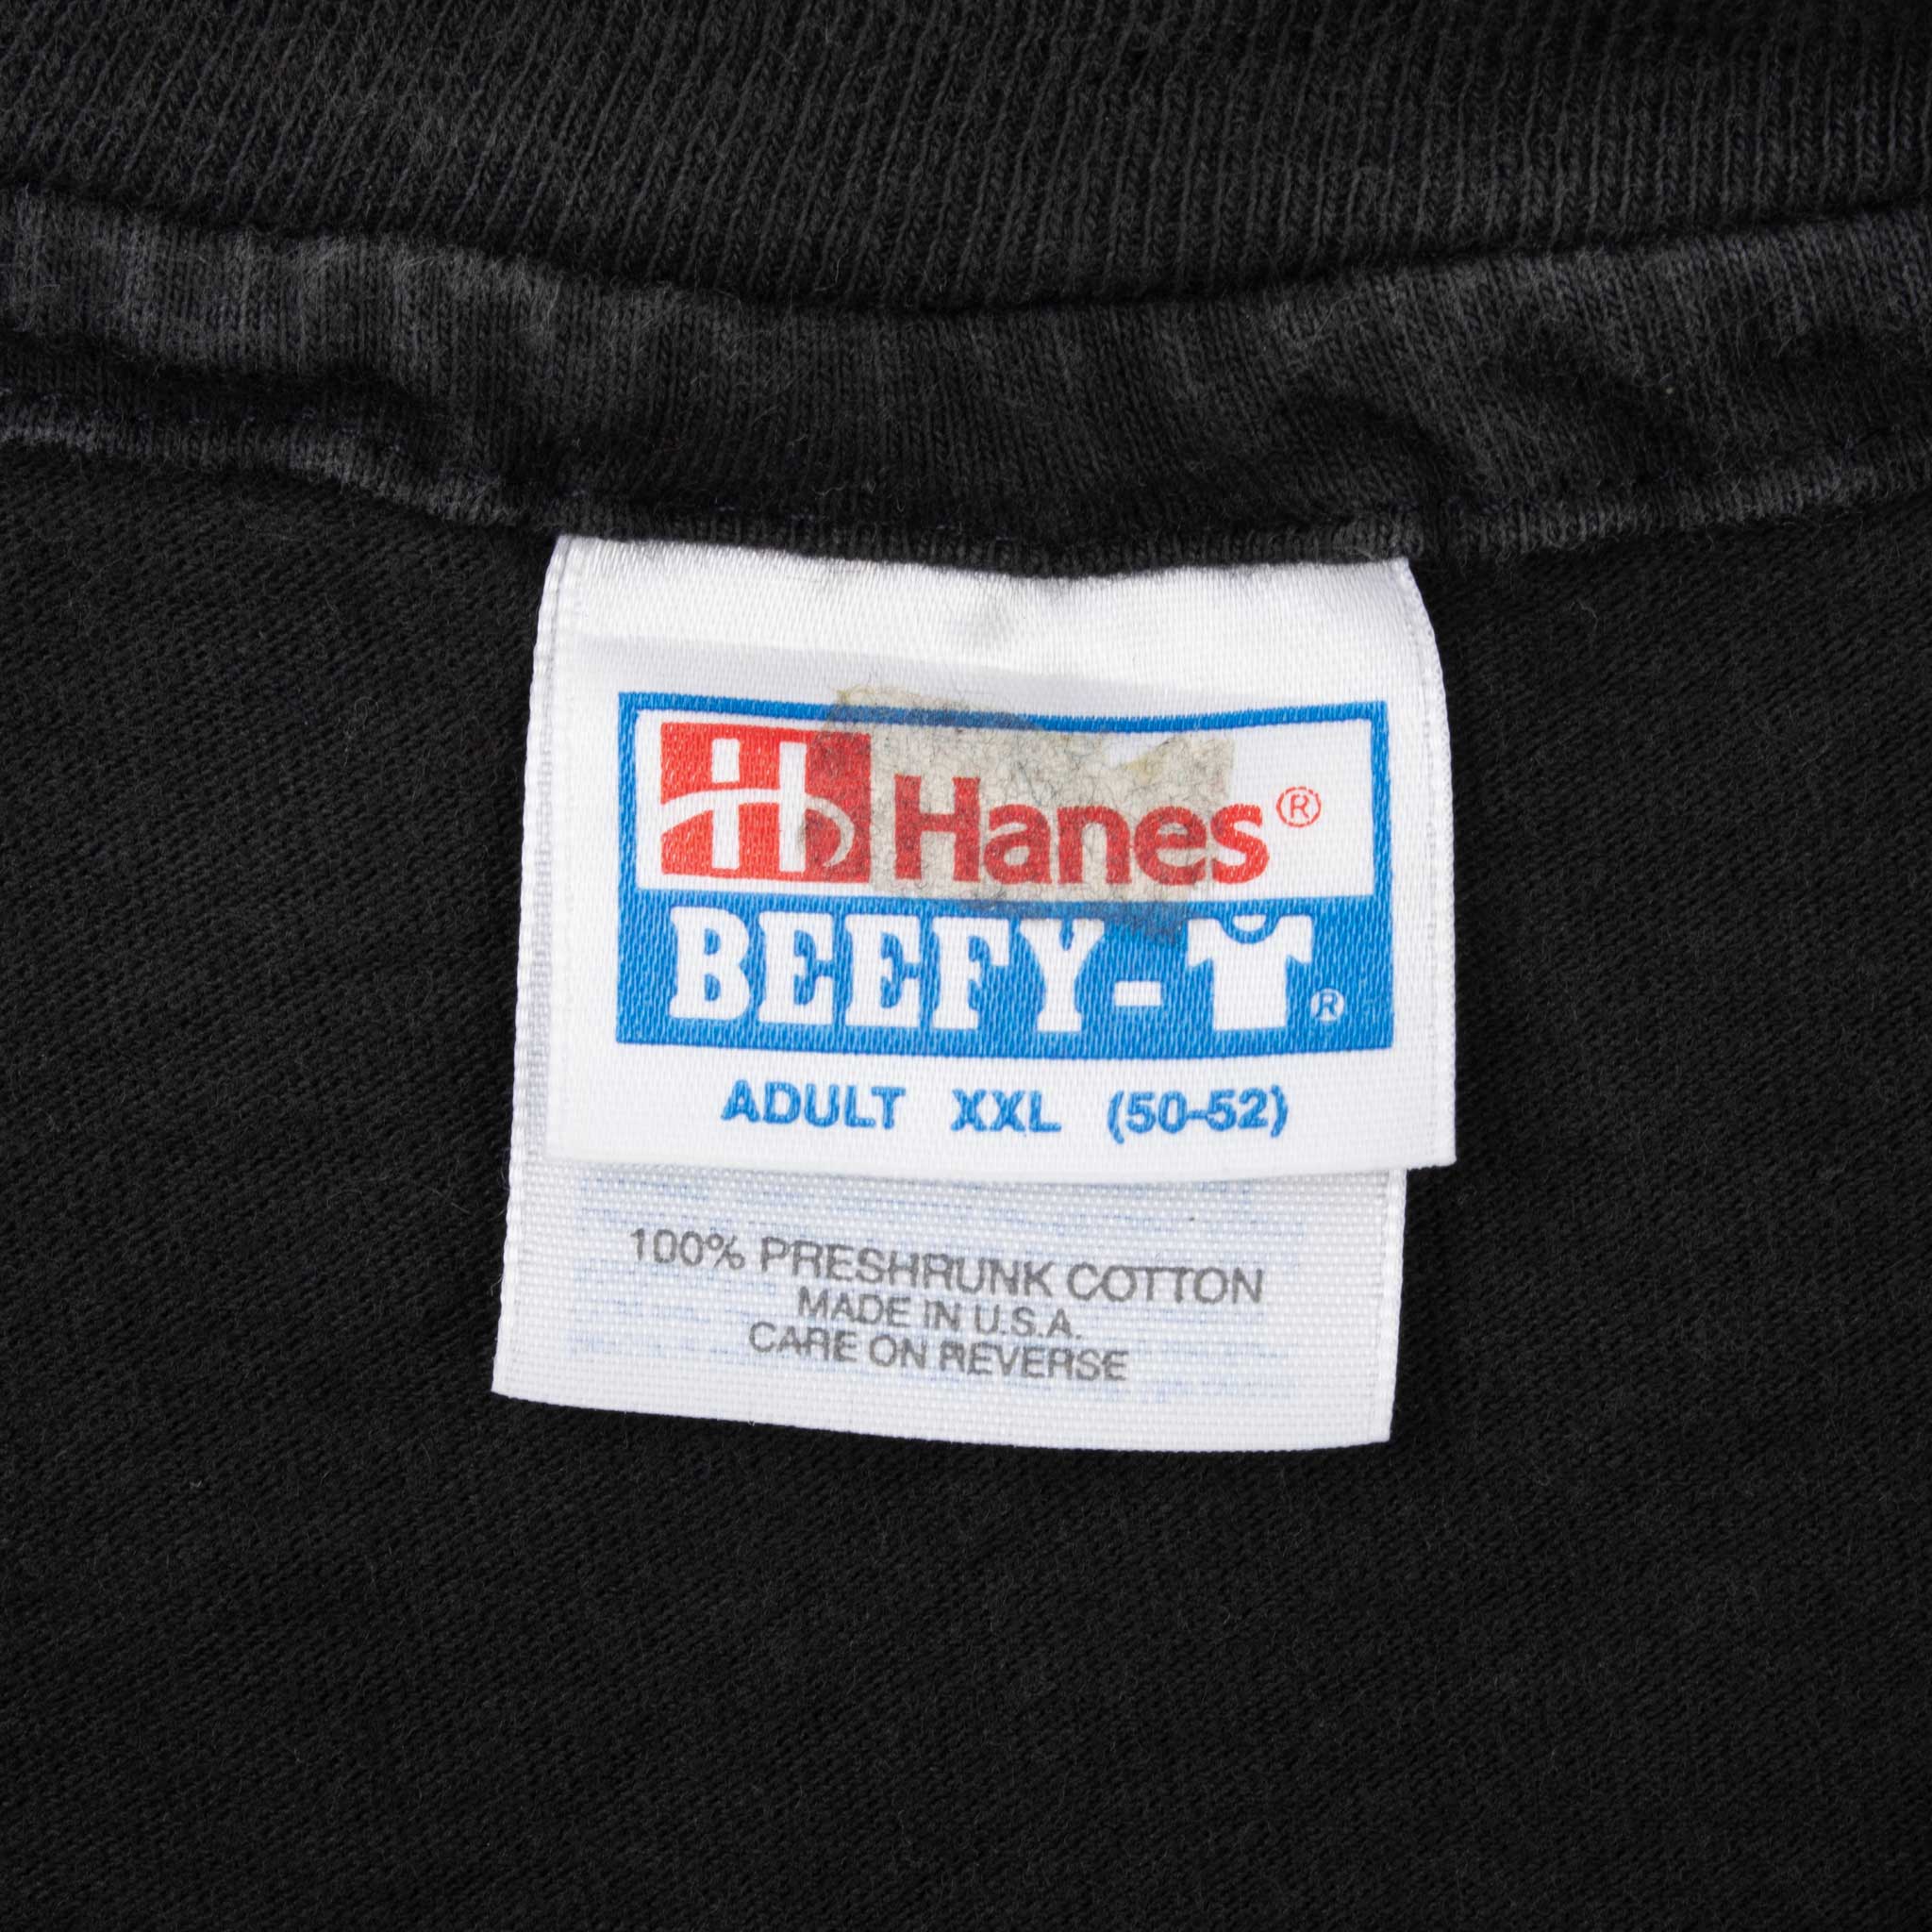 Hanes®
BEEFY-T®
ADULT XXL (50-52)
100% PRESHRUNK COTTON
MADE IN U.S.A.
CARE ON REVERSE